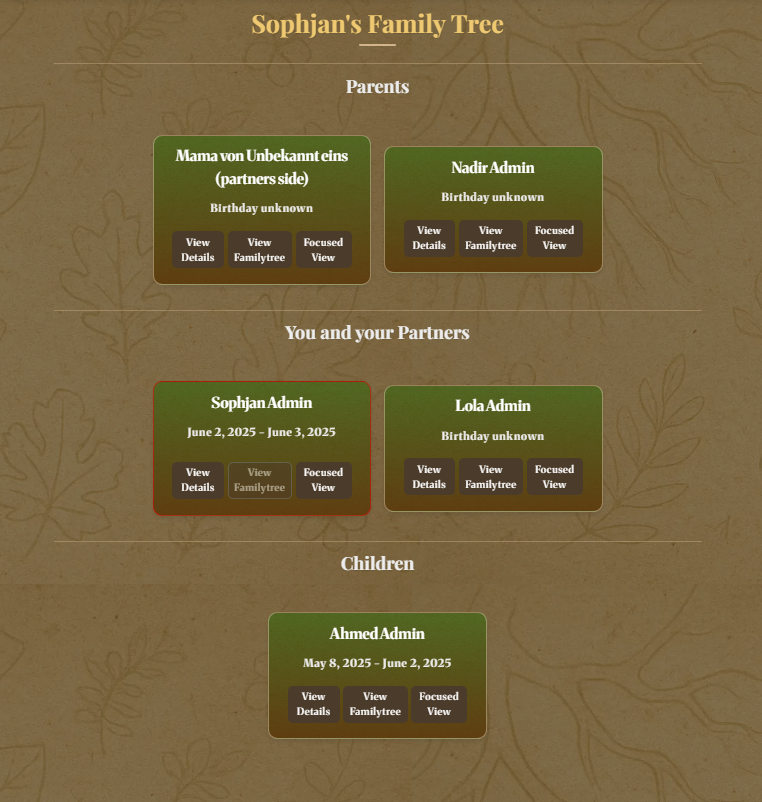 Sophjan's Family Tree
Parents
Mama von Unbekannt eins
(partners side)
Birthday unknown
View Details
View Familytree
Focused View
Nadir Admin
Birthday unknown
View Details
View Familytree
Focused View
You and your Partners
Sophjan Admin
June 2, 2025 - June 3, 2025
View Details
View Familytree
Focused View
Lola Admin
Birthday unknown
View Details
View Familytree
Focused View
Children
Ahmed Admin
May 8, 2025 - June 2, 2025
View Details
View Familytree
Focused View